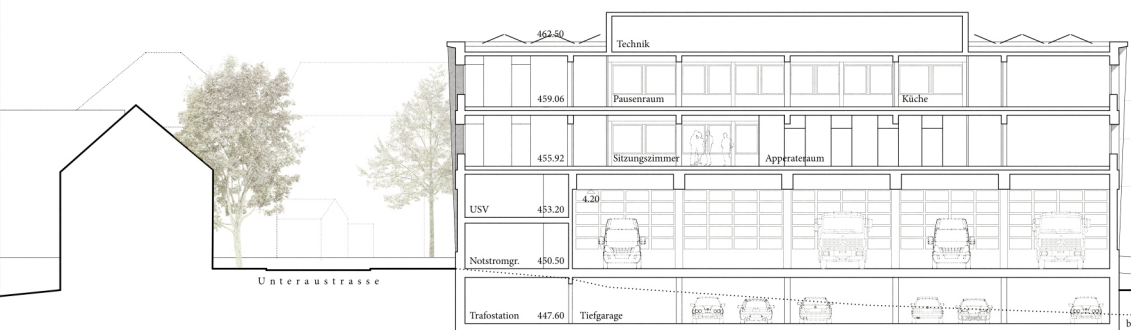 462.50
Technik
459.06
Pausenraum
Küche
455.92
Sitzungszimmer
Apperateraum
4.20
USV
453.20
Notstromgr.
450.50
Unteraustrasse
Trafostation
447.60
Tiefgarage
b